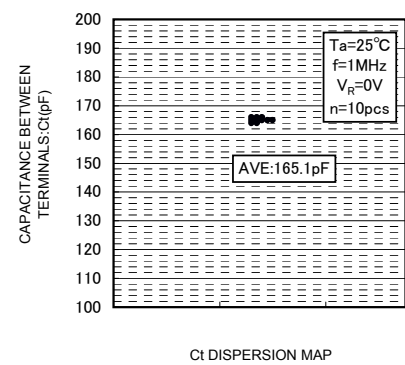 CAPACITANCE BETWEEN
TERMINALS:Ct(pF)
200
190
180
170
160
150
140
130
120
110
100
Ta=25°C
f=1MHz
VR=0V
n=10pcs
AVE:165.1pF
Ct DISPERSION MAP